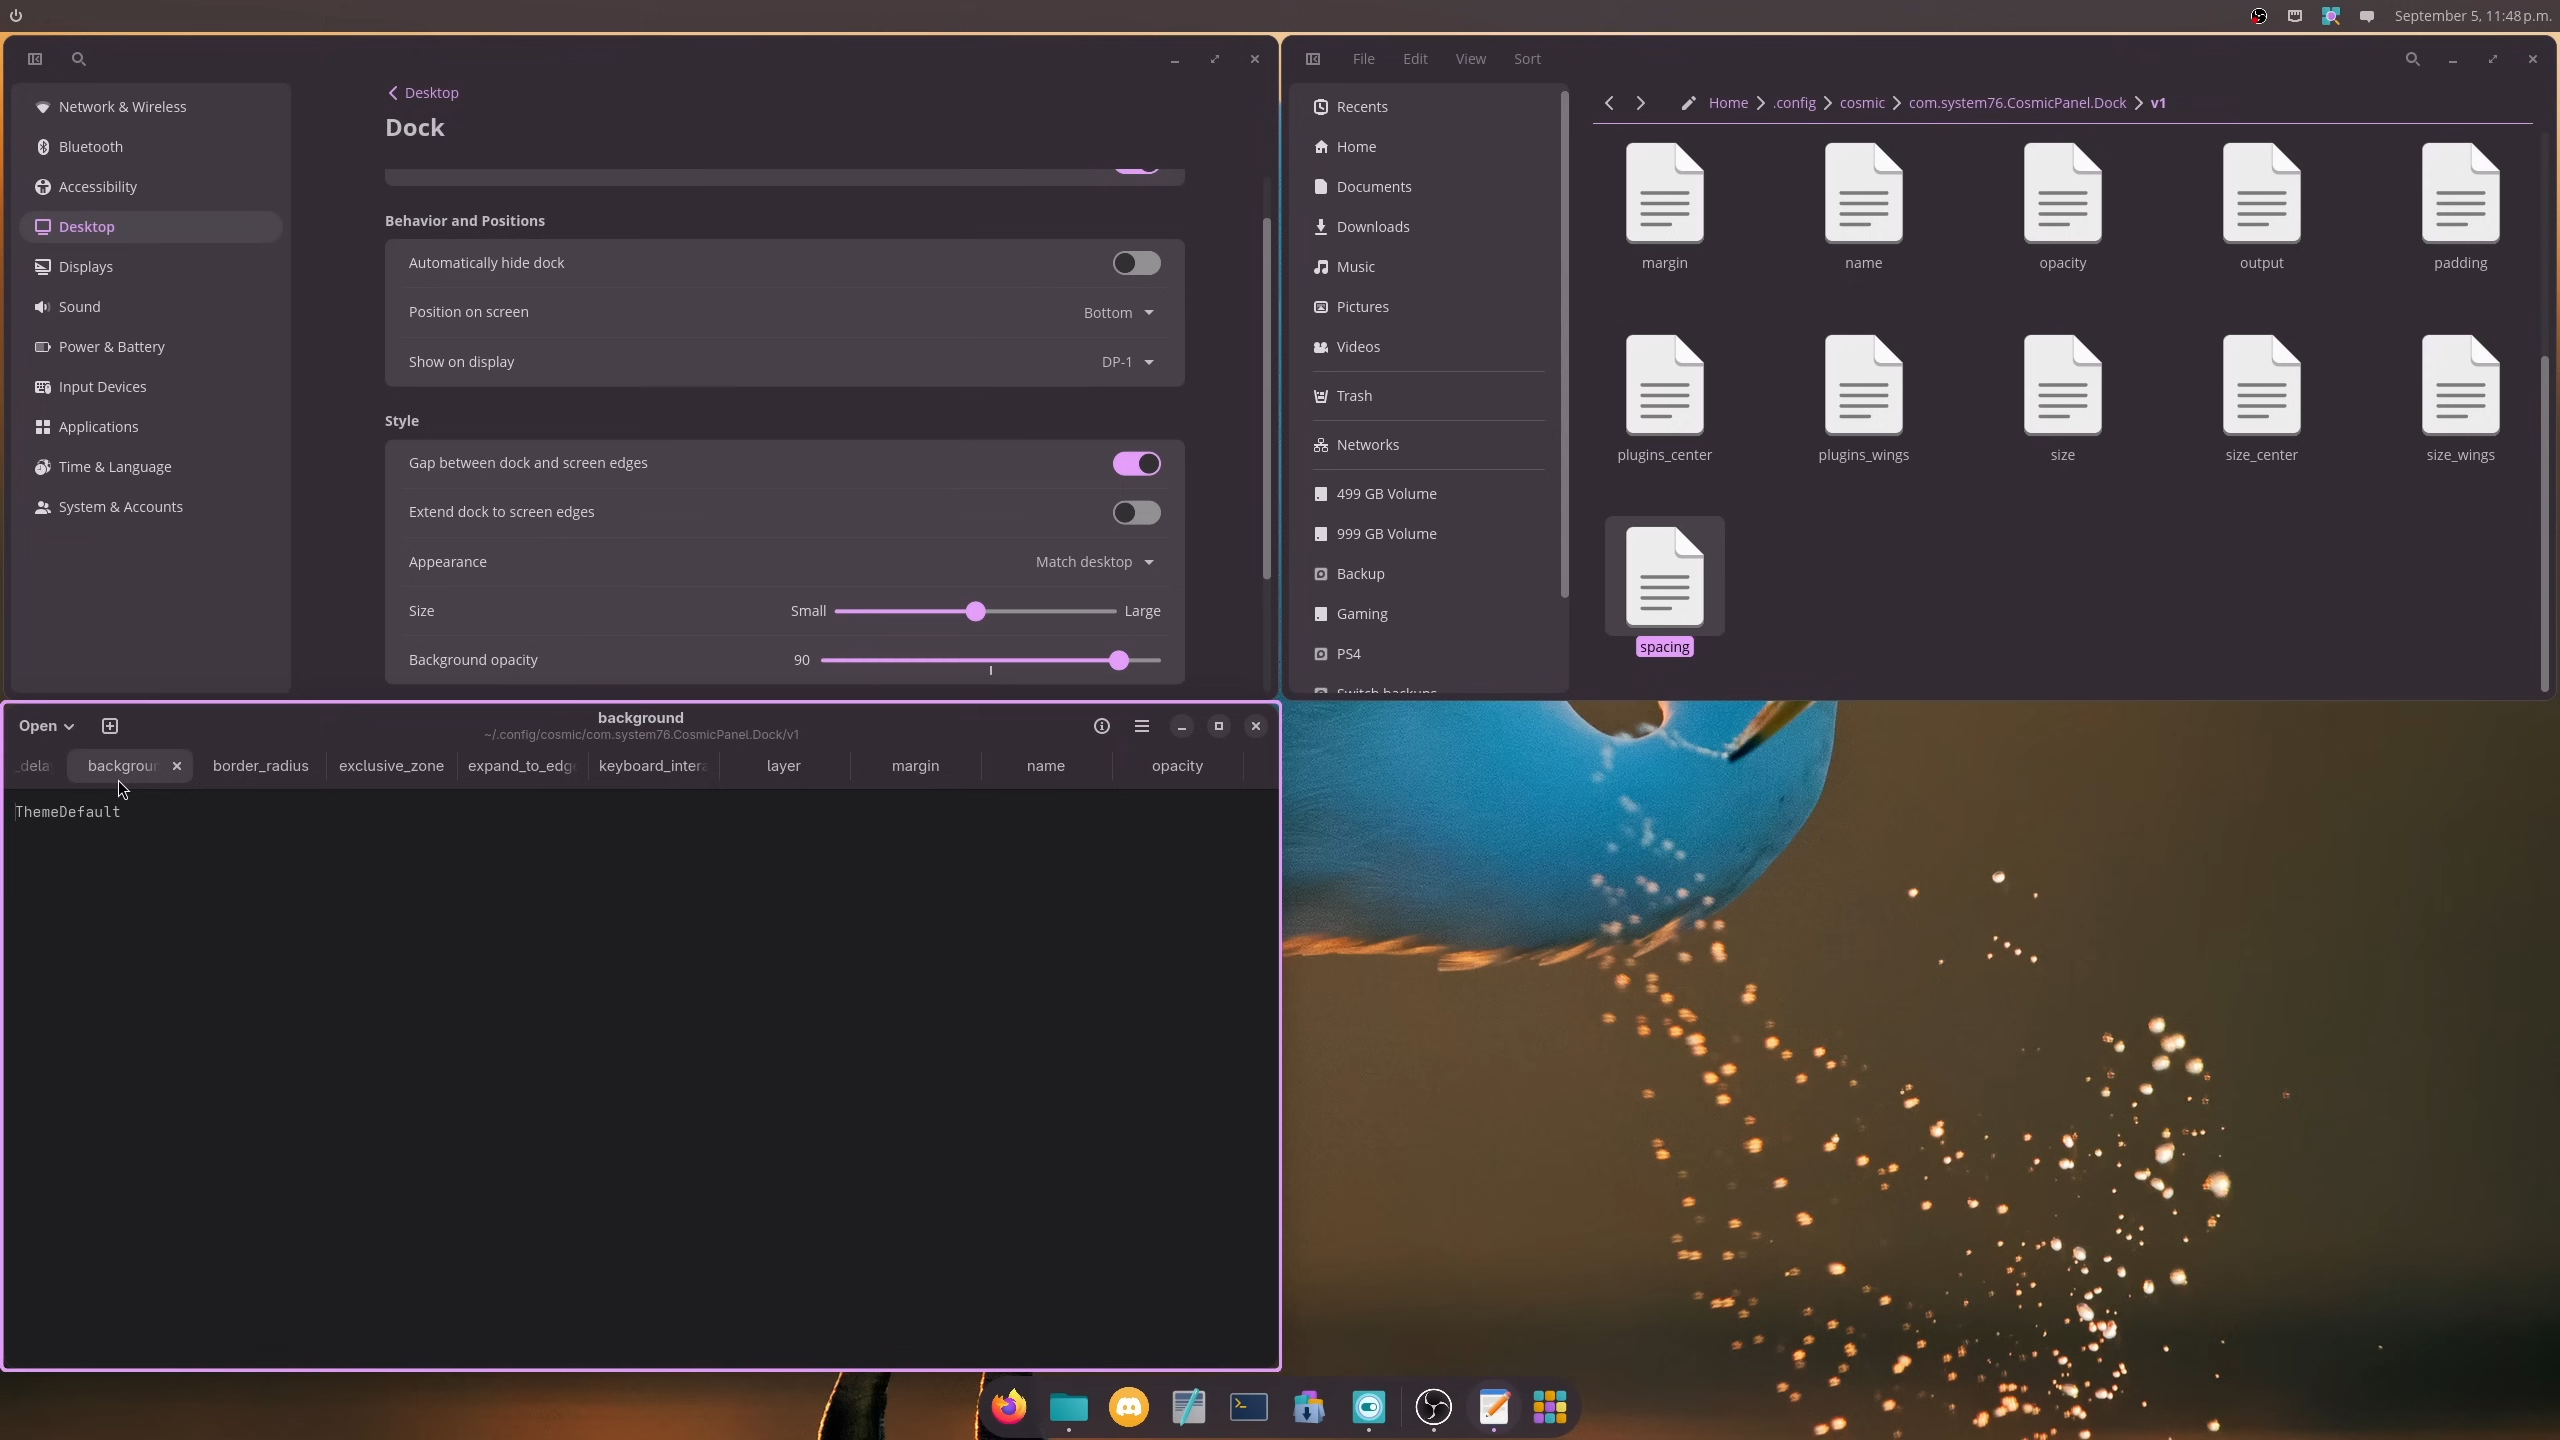 September 5, 11:48 p.m.
Network & Wireless
Bluetooth
Accessibility
Desktop
Displays
Sound
Power & Battery
Input Devices
Applications
Time & Language
System & Accounts
Desktop
Dock
Behavior and Positions
Automatically hide dock
Position on screen
Bottom
Show on display
DP-1
Style
Gap between dock and screen edges
Extend dock to screen edges
Appearance
Match desktop
Size
Small
Large
Background opacity
90
File Edit View Sort
Recents
Home
Documents
Downloads
Music
Pictures
Videos
Trash
Networks
499 GB Volume
999 GB Volume
Backup
Gaming
PS4
Switch backups
Home .config cosmic com.system76.CosmicPanel.Dock v1
margin name opacity output padding
plugins_center plugins_wings size size_center size_wings
spacing
Open
background
~/.config/cosmic/com.system76.CosmicPanel.Dock/v1
_dela backgroun border_radius exclusive_zone expand_to_edg keyboard_intera layer margin name opacity
ThemeDefault